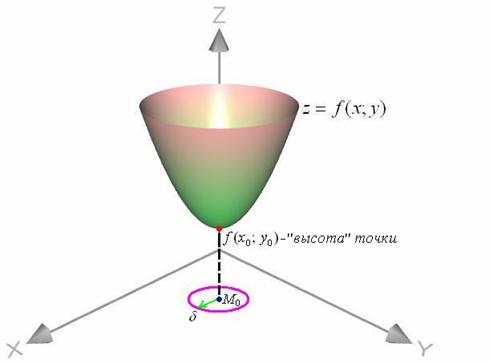 Z
z = f(x; y)
f(x₀; y₀)-"высота" точки
M₀
δ
X
Y